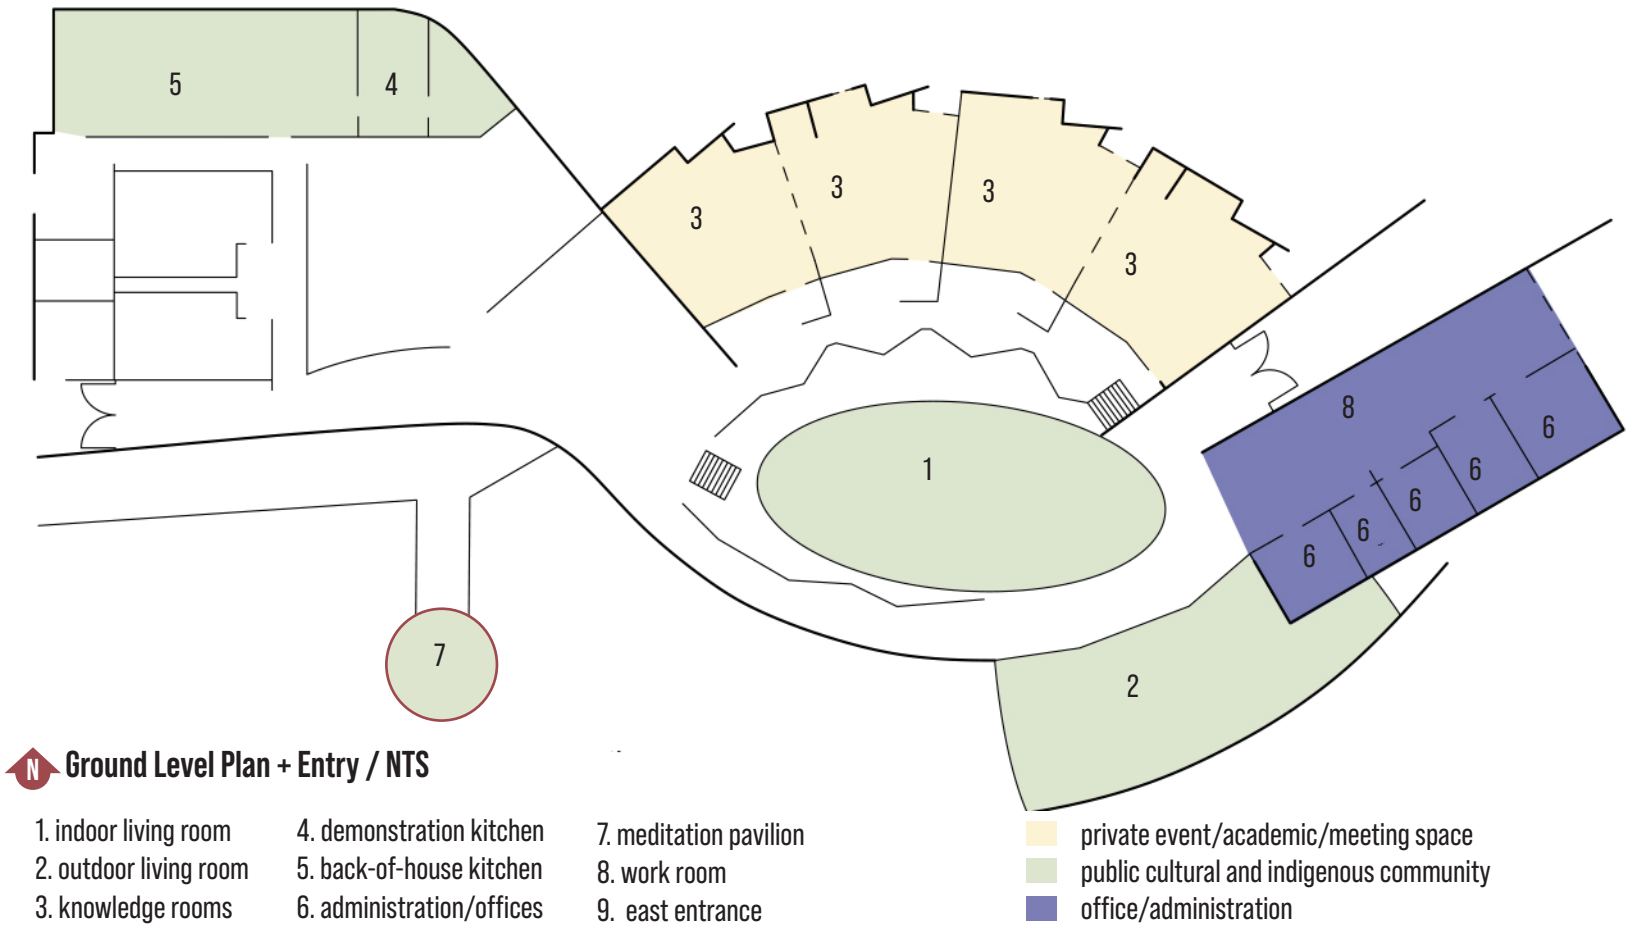 5
4
3
3
3
3
8
6
6
6
6
6
1
2
7
N Ground Level Plan + Entry / NTS
1. indoor living room
2. outdoor living room
3. knowledge rooms
4. demonstration kitchen
5. back-of-house kitchen
6. administration/offices
7. meditation pavilion
8. work room
9. east entrance
private event/academic/meeting space
public cultural and indigenous community
office/administration